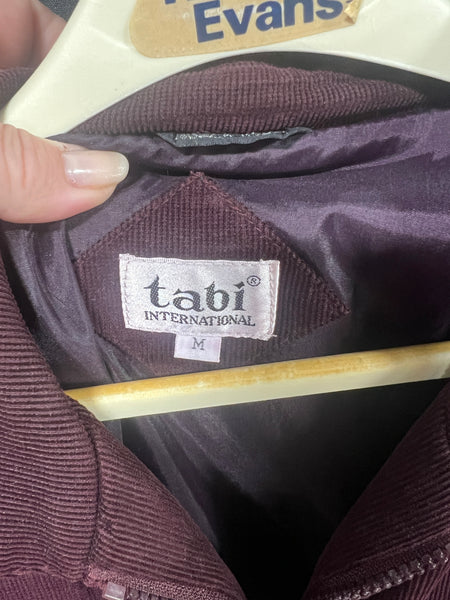 Evans
tabi®
INTERNATIONAL
M